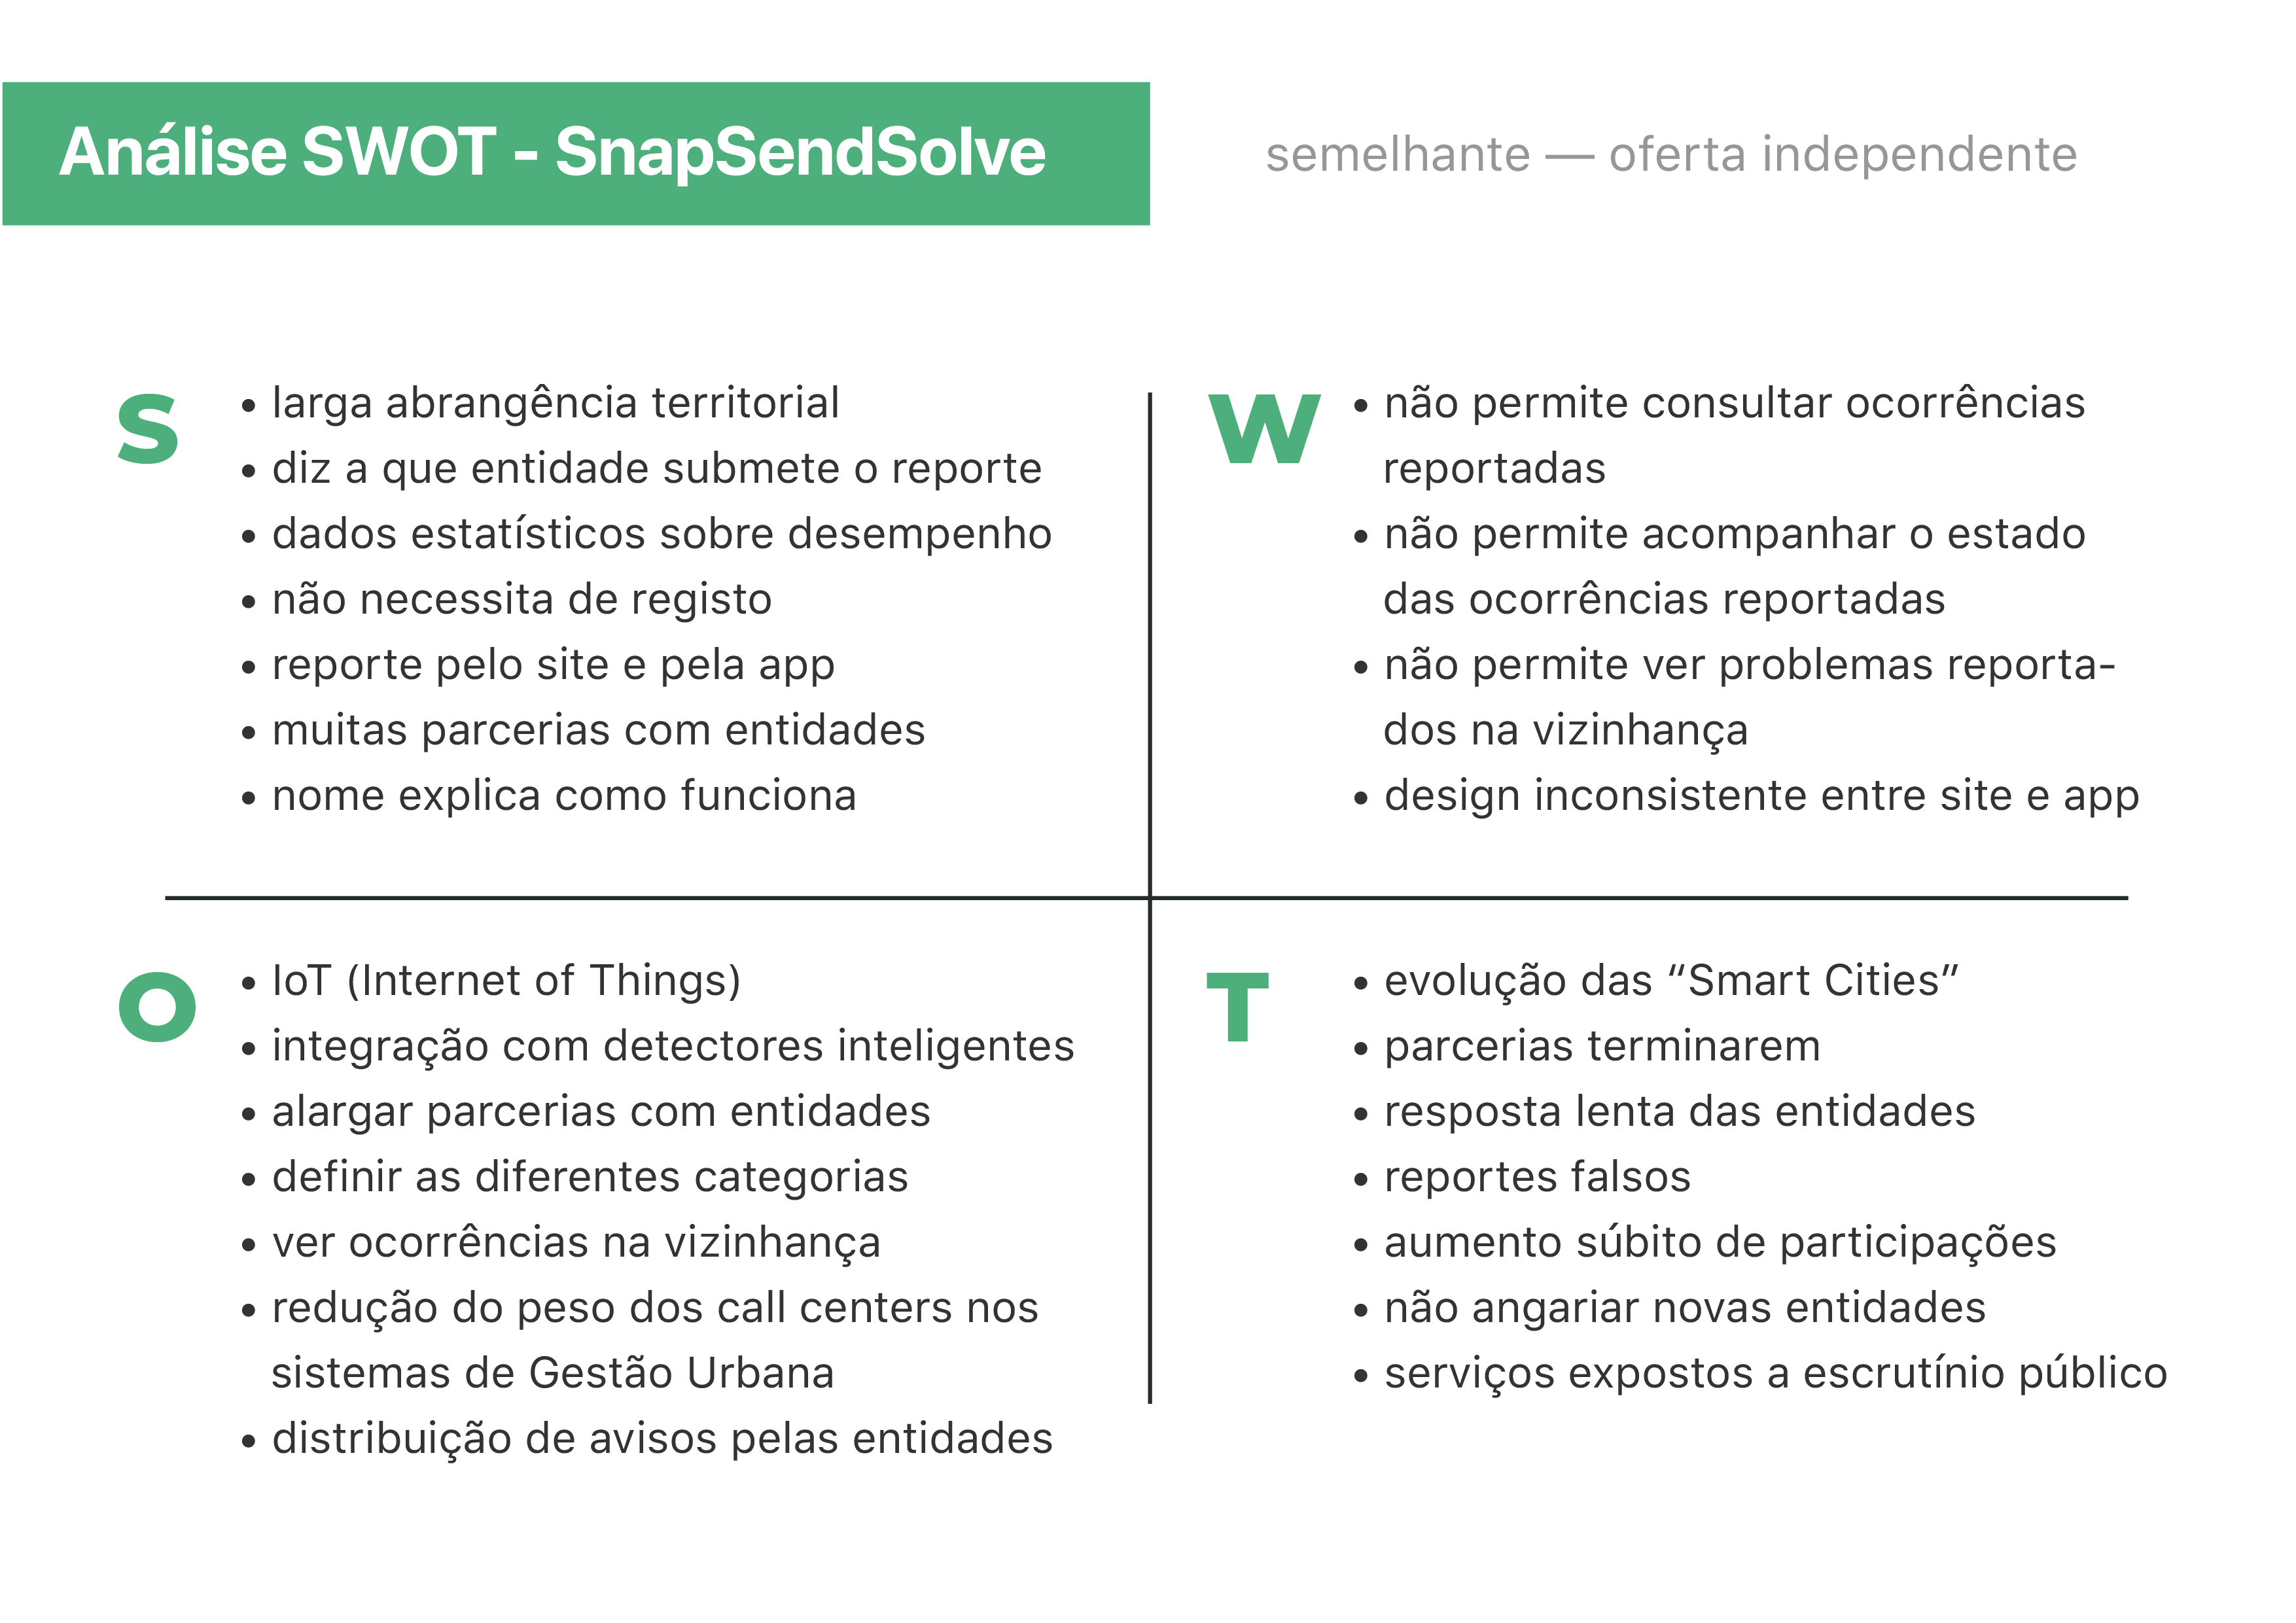 Análise SWOT - SnapSendSolve
semelhante — oferta independente
S
• larga abrangência territorial
• diz a que entidade submete o reporte
• dados estatísticos sobre desempenho
• não necessita de registo
• reporte pelo site e pela app
• muitas parcerias com entidades
• nome explica como funciona
W
• não permite consultar ocorrências
reportadas
• não permite acompanhar o estado
das ocorrências reportadas
• não permite ver problemas reporta-
dos na vizinhança
• design inconsistente entre site e app
O
• IoT (Internet of Things)
• integração com detectores inteligentes
• alargar parcerias com entidades
• definir as diferentes categorias
• ver ocorrências na vizinhança
• redução do peso dos call centers nos
sistemas de Gestão Urbana
• distribuição de avisos pelas entidades
T
• evolução das “Smart Cities”
• parcerias terminarem
• resposta lenta das entidades
• reportes falsos
• aumento súbito de participações
• não angariar novas entidades
• serviços expostos a escrutínio público